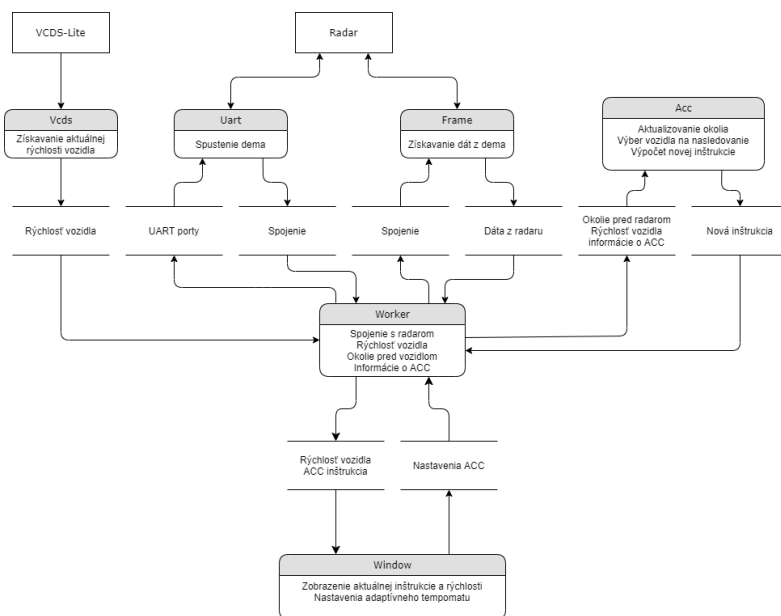 VCDS-Lite
Radar
Vcds
Získavanie aktuálnej
rýchlosti vozidla
Uart
Spustenie dema
Frame
Získavanie dát z dema
Acc
Aktualizovanie okolia
Výber vozidla na nasledovanie
Výpočet novej inštrukcie
Rýchlosť vozidla
UART porty
Spojenie
Spojenie
Dáta z radaru
Okolie pred radarom
Rýchlosť vozidla
informácie o ACC
Nová inštrukcia
Worker
Spojenie s radarom
Rýchlosť vozidla
Okolie pred vozidlom
Informácie o ACC
Rýchlosť vozidla
ACC inštrukcia
Nastavenia ACC
Window
Zobrazenie aktuálnej inštrukcie a rýchlosti
Nastavenia adaptívneho tempomatu